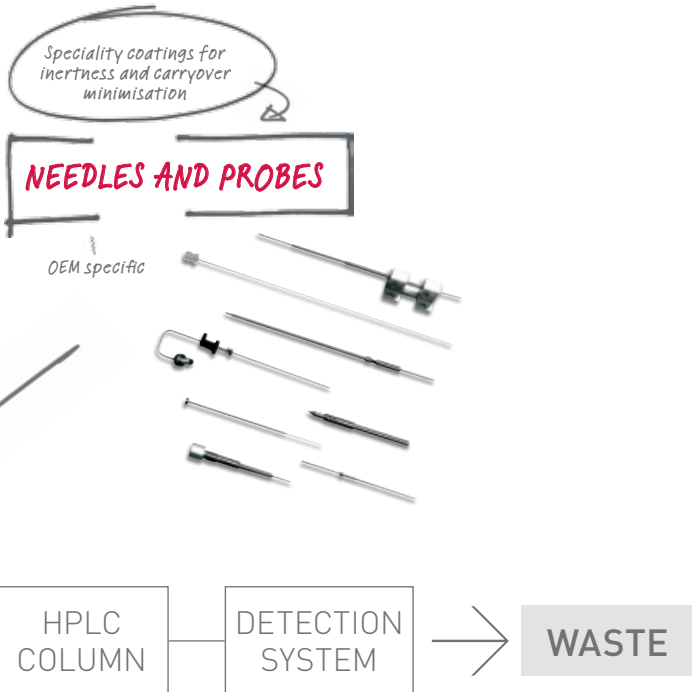 Speciality coatings for
inertness and carryover
minimisation
NEEDLES AND PROBES
OEM specific
HPLC
COLUMN
DETECTION
SYSTEM
WASTE